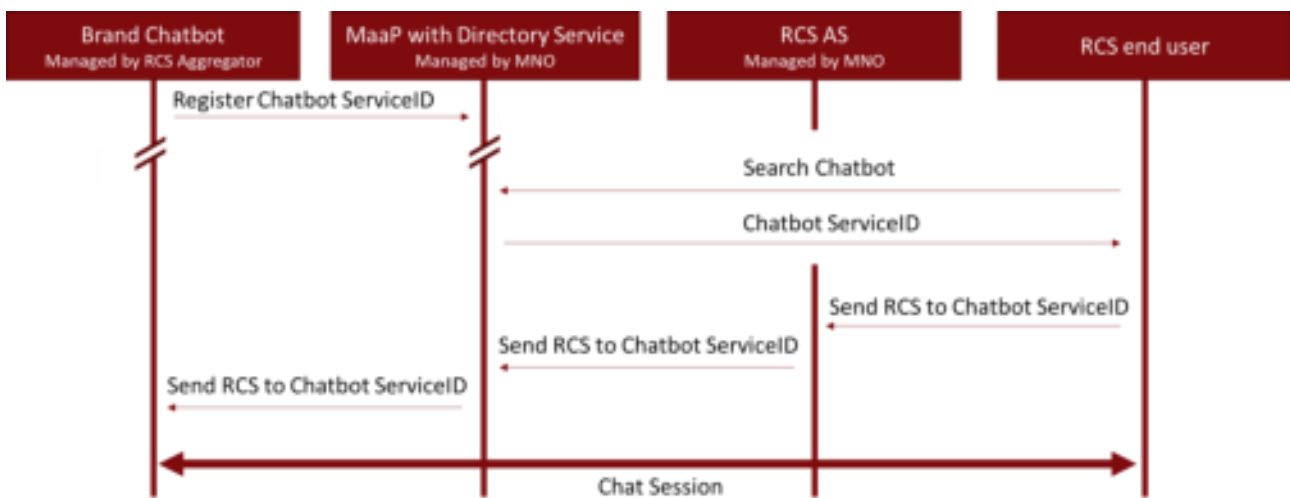 Brand Chatbot
Managed by RCS Aggregator
MaaP with Directory Service
Managed by MNO
RCS AS
Managed by MNO
RCS end user
Register Chatbot ServiceID
Search Chatbot
Chatbot ServiceID
Send RCS to Chatbot ServiceID
Send RCS to Chatbot ServiceID
Send RCS to Chatbot ServiceID
Chat Session